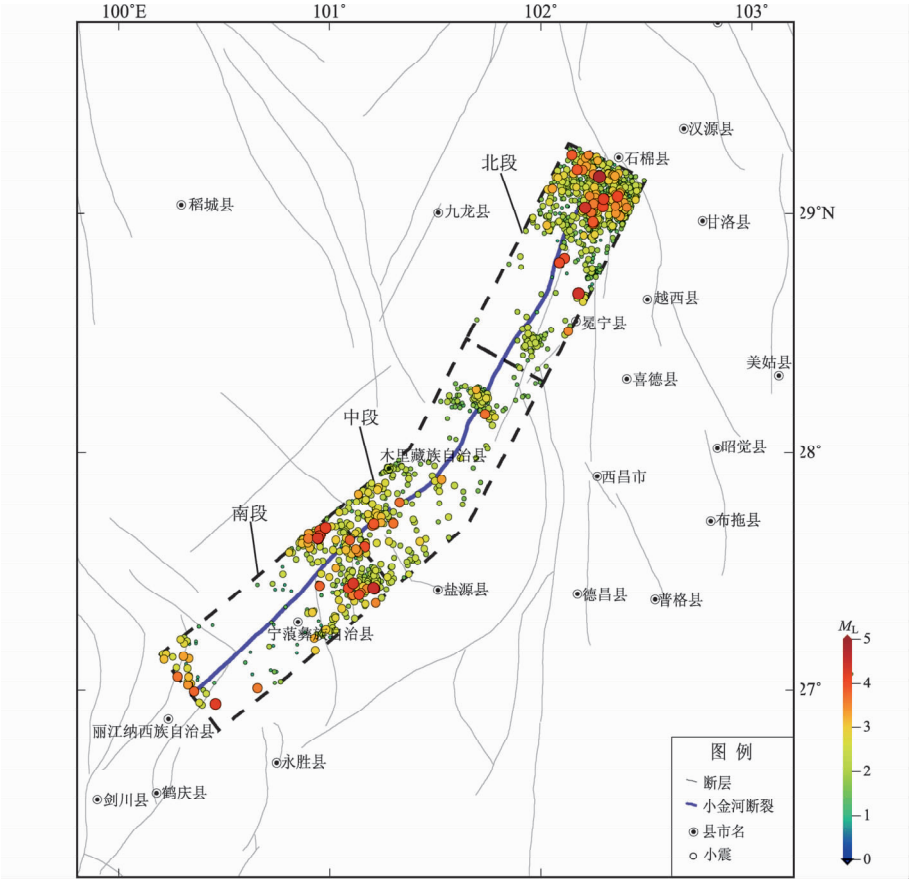 100°E
101°
102°
103°
汉源县
北段
石棉县
稻城县
九龙县
29°N
甘洛县
越西县
冕宁县
美姑县
喜德县
中段
昭觉县
28°
木里藏族自治县
西昌市
南段
布拖县
盐源县
德昌县
普格县
宁蒗彝族自治县
M_L
5
4
3
2
1
0
27°
丽江纳西族自治县
永胜县
剑川县
鹤庆县
图例
断层
小金河断裂
县市名
小震